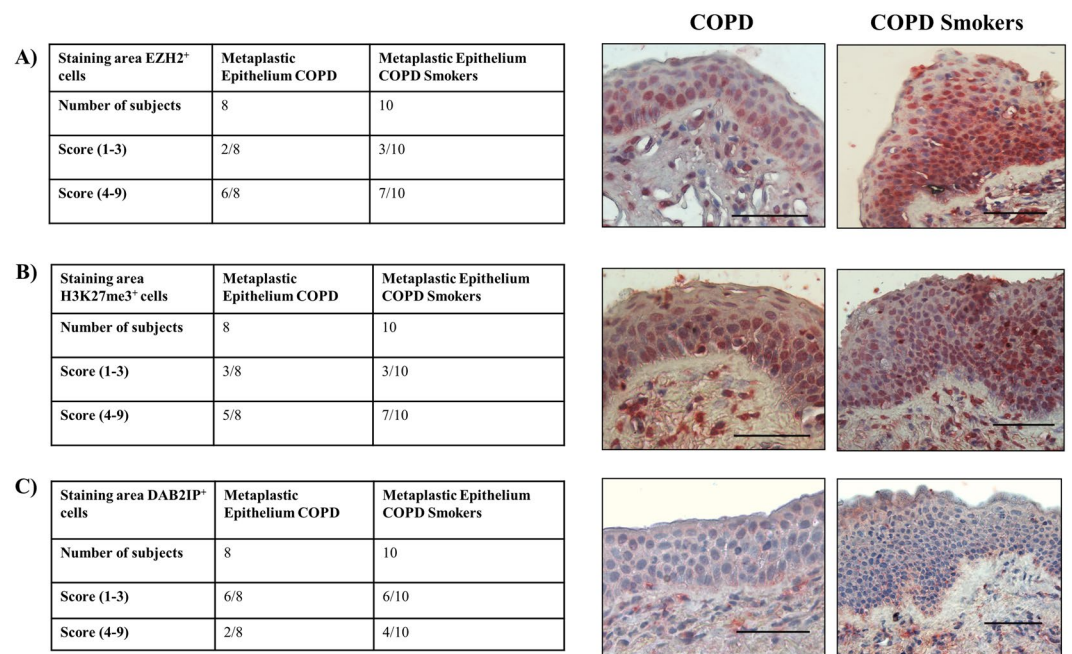 COPD COPD Smokers
A)
Staining area EZH2⁺ cells Metaplastic Epithelium COPD Metaplastic Epithelium COPD Smokers
Number of subjects 8 10
Score (1-3) 2/8 3/10
Score (4-9) 6/8 7/10
B)
Staining area H3K27me3⁺ cells Metaplastic Epithelium COPD Metaplastic Epithelium COPD Smokers
Number of subjects 8 10
Score (1-3) 3/8 3/10
Score (4-9) 5/8 7/10
C)
Staining area DAB2IP⁺ cells Metaplastic Epithelium COPD Metaplastic Epithelium COPD Smokers
Number of subjects 8 10
Score (1-3) 6/8 6/10
Score (4-9) 2/8 4/10